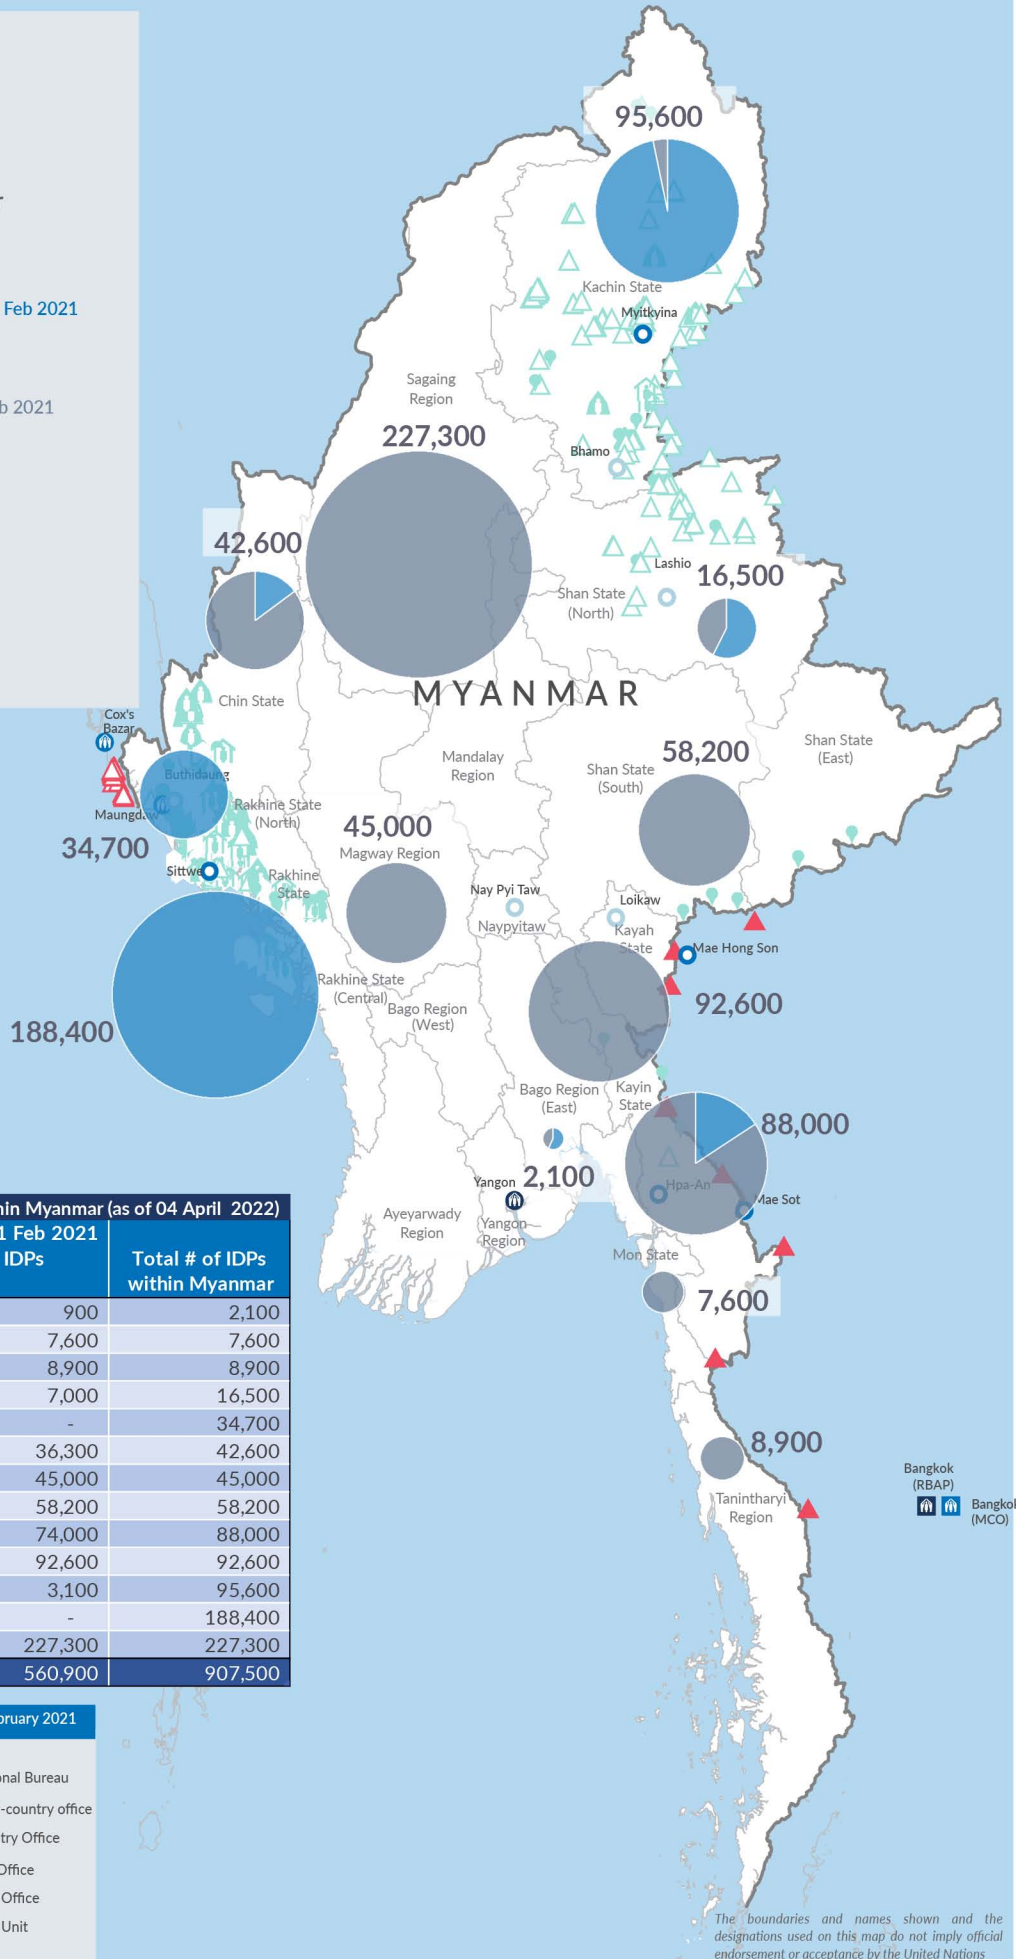 Feb 2021
b 2021
95,600
Kachin State
Myitkyina
Sagaing
Region
227,300
Bhamo
42,600
Lashio
16,500
Shan State
(North)
MYANMAR
Chin State
Cox's
Bazar
Buthidaung
Maungdaw
34,700
Rakhine State
(North)
Mandalay
Region
58,200
Shan State
(South)
Shan State
(East)
45,000
Magway Region
Sittwe
Rakhine
State
Nay Pyi Taw
Naypyitaw
Loikaw
Kayah
State
Mae Hong Son
92,600
Rakhine State
(Central)
188,400
Bago Region
(West)
Bago Region
(East)
Kayin
State
88,000
2,100
Yangon
Yangon
Region
Hpa-An
Mae Sot
Ayeyarwady
Region
Mon State
7,600
hin Myanmar (as of 04 April 2022)
1 Feb 2021
IDPs
Total # of IDPs
within Myanmar
900 2,100
7,600 7,600
8,900 8,900
7,000 16,500
- 34,700
36,300 42,600
45,000 45,000
58,200 58,200
74,000 88,000
92,600 92,600
3,100 95,600
- 188,400
227,300 227,300
560,900 907,500
8,900
Tanintharyi
Region
Bangkok
(RBAP)
Bangkok
(MCO)
bruary 2021
onal Bureau
-country office
try Office
Office
Office
Unit
The boundaries and names shown and the
designations used on this map do not imply official
endorsement or acceptance by the United Nations